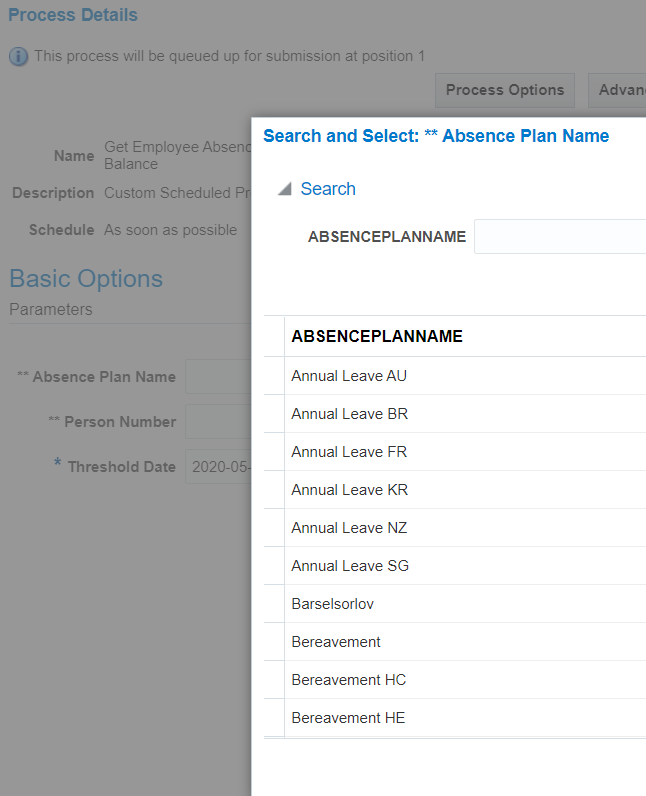 Process Details
This process will be queued up for submission at position 1
Process Options
Advan
Search and Select: ** Absence Plan Name
Name Get Employee Absenc
Balance
Description Custom Scheduled Pr
Schedule As soon as possible
Basic Options
Parameters
** Absence Plan Name
** Person Number
* Threshold Date 2020-05-
Search
ABSENCEPLANNAME
ABSENCEPLANNAME
Annual Leave AU
Annual Leave BR
Annual Leave FR
Annual Leave KR
Annual Leave NZ
Annual Leave SG
Barselsorlov
Bereavement
Bereavement HC
Bereavement HE